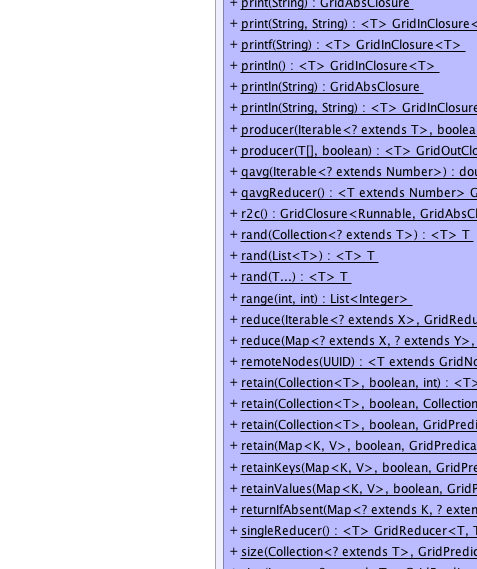 + print(String) : GridAbsClosure
+ print(String, String) : <T> GridInClosure<
+ printf(String) : <T> GridInClosure<T>
+ println() : <T> GridInClosure<T>
+ println(String) : GridAbsClosure
+ println(String, String) : <T> GridInClosure
+ producer(Iterable<? extends T>, boolea
+ producer(T[], boolean) : <T> GridOutClo
+ qavg(Iterable<? extends Number>) : dou
+ qavgReducer() : <T extends Number> G
+ r2c() : GridClosure<Runnable, GridAbsCl
+ rand(Collection<? extends T>) : <T> T
+ rand(List<T>) : <T> T
+ rand(T...) : <T> T
+ range(int, int) : List<Integer>
+ reduce(Iterable<? extends X>, GridRedu
+ reduce(Map<? extends X, ? extends Y>,
+ remoteNodes(UUID) : <T extends GridNo
+ retain(Collection<T>, boolean, int) : <T>
+ retain(Collection<T>, boolean, Collection
+ retain(Collection<T>, boolean, GridPredi
+ retain(Map<K, V>, boolean, GridPredica
+ retainKeys(Map<K, V>, boolean, GridPre
+ retainValues(Map<K, V>, boolean, GridP
+ returnIfAbsent(Map<? extends K, ? exten
+ singleReducer() : <T> GridReducer<T, T
+ size(Collection<? extends T>, GridPredic